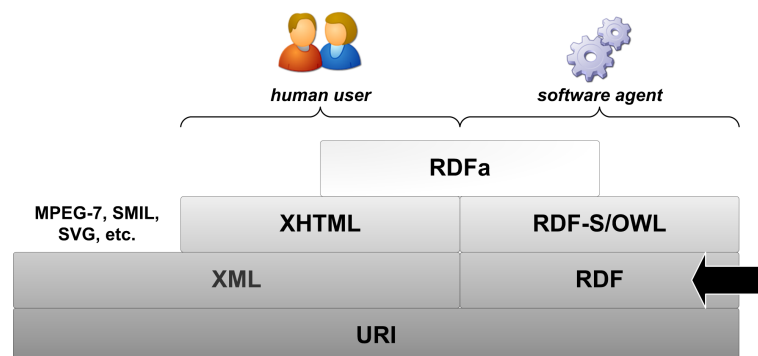 human user
software agent
RDFa
MPEG-7, SMIL,
SVG, etc.
XHTML
RDF-S/OWL
XML
RDF
URI